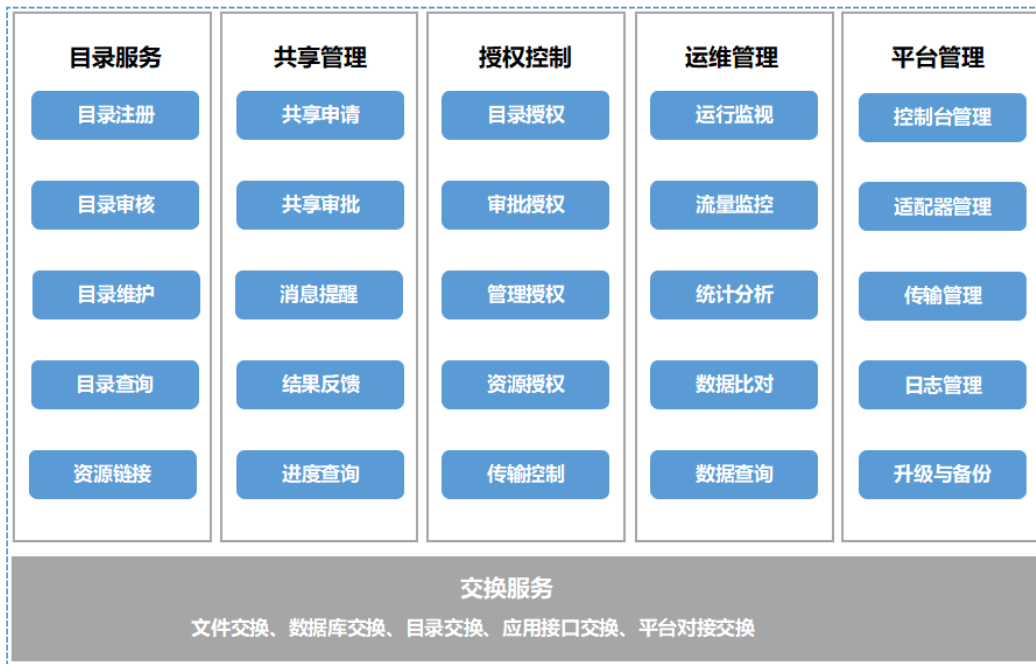 目录服务
目录注册
目录审核
目录维护
目录查询
资源链接
共享管理
共享申请
共享审批
消息提醒
结果反馈
进度查询
授权控制
目录授权
审批授权
管理授权
资源授权
传输控制
运维管理
运行监视
流量监控
统计分析
数据比对
数据查询
平台管理
控制台管理
适配器管理
传输管理
日志管理
升级与备份
交换服务
文件交换、数据库交换、目录交换、应用接口交换、平台对接交换